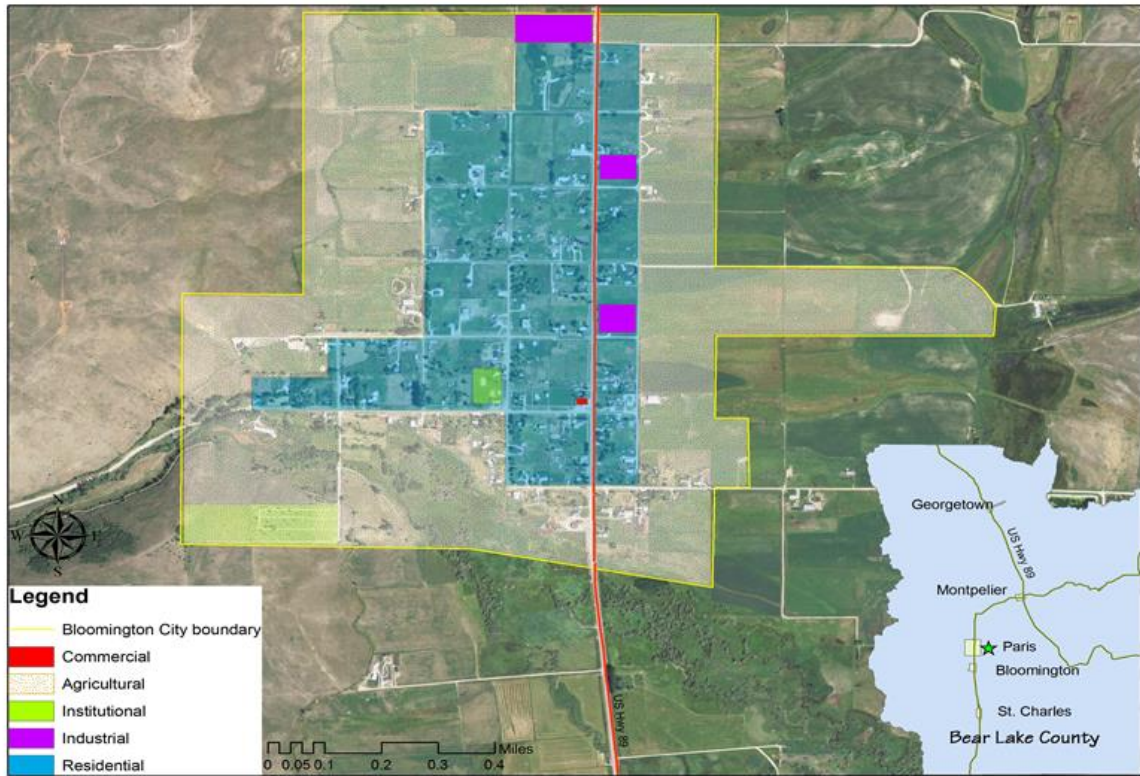 Georgetown
US Hwy 89
Montpelier
Paris
Bloomington
St. Charles
Bear Lake County
N
W E
S
Legend
Bloomington City boundary
Commercial
Agricultural
Institutional
Industrial
Residential
Miles
0 0.05 0.1 0.2 0.3 0.4
US Hwy 89